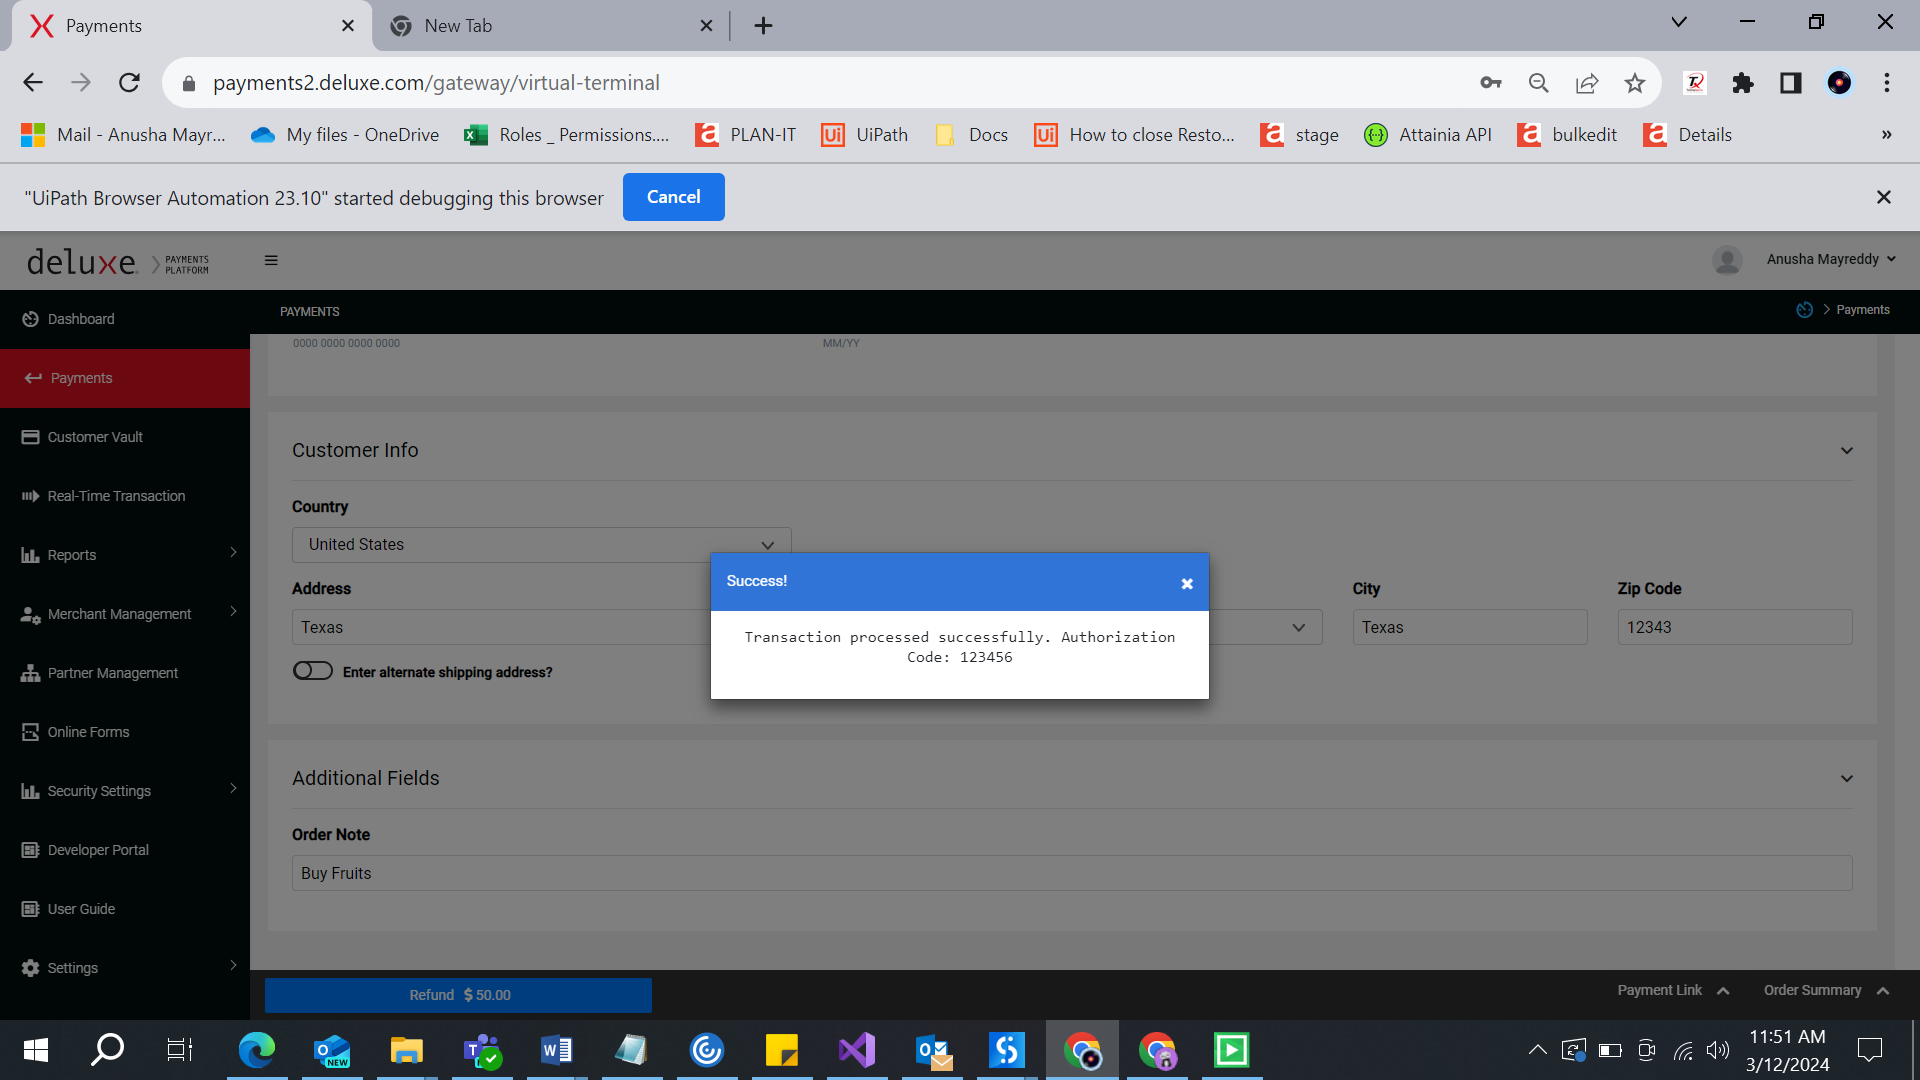 Payments
New Tab
payments2.deluxe.com/gateway/virtual-terminal
Mail - Anusha Mayr... My files - OneDrive Roles _ Permissions.... PLAN-IT UiPath Docs How to close Resto... stage Attainia API bulkedit Details »
"UiPath Browser Automation 23.10" started debugging this browser Cancel
deluxe. PAYMENTS PLATFORM
Anusha Mayreddy
Dashboard
Payments
Customer Vault
Real-Time Transaction
Reports
Merchant Management
Partner Management
Online Forms
Security Settings
Developer Portal
User Guide
Settings
PAYMENTS
Payments
0000 0000 0000 0000 MM/YY
Customer Info
Country
United States
Address City Zip Code
Texas Texas 12343
Enter alternate shipping address?
Success!
Transaction processed successfully. Authorization
Code: 123456
Additional Fields
Order Note
Buy Fruits
Refund $ 50.00
Payment Link Order Summary
NEW
11:51 AM
3/12/2024